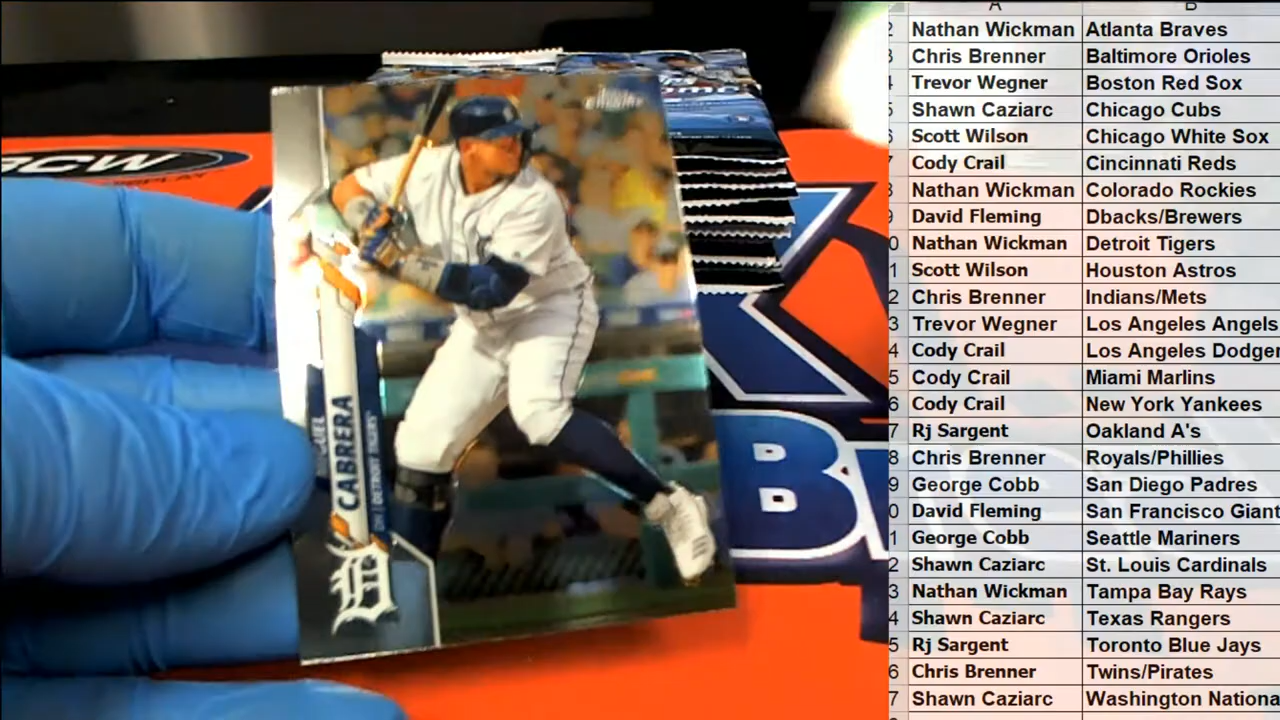 BCW
DISPLAY
CABRERA
DH | DETROIT TIGERS
D
B
A B
Nathan Wickman Atlanta Braves
Chris Brenner Baltimore Orioles
Trevor Wegner Boston Red Sox
Shawn Caziarc Chicago Cubs
Scott Wilson Chicago White Sox
Cody Crail Cincinnati Reds
Nathan Wickman Colorado Rockies
David Fleming Dbacks/Brewers
Nathan Wickman Detroit Tigers
Scott Wilson Houston Astros
Chris Brenner Indians/Mets
Trevor Wegner Los Angeles Angels
Cody Crail Los Angeles Dodger
Cody Crail Miami Marlins
Cody Crail New York Yankees
Rj Sargent Oakland A's
Chris Brenner Royals/Phillies
George Cobb San Diego Padres
David Fleming San Francisco Giant
George Cobb Seattle Mariners
Shawn Caziarc St. Louis Cardinals
Nathan Wickman Tampa Bay Rays
Shawn Caziarc Texas Rangers
Rj Sargent Toronto Blue Jays
Chris Brenner Twins/Pirates
Shawn Caziarc Washington Nationa